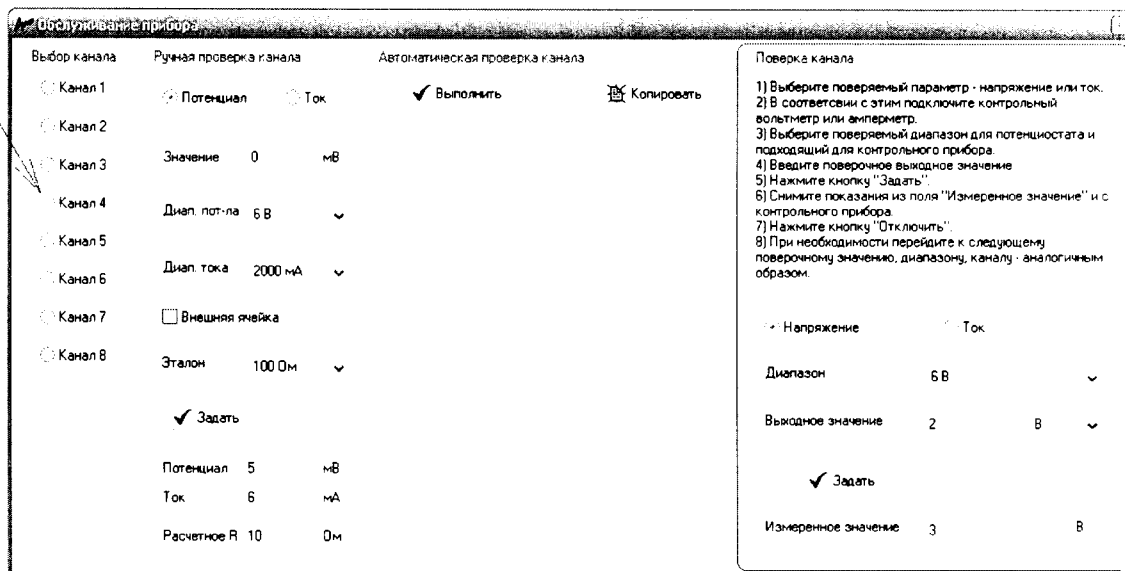 Обслуживание прибора
Выбор канала
Канал 1
Канал 2
Канал 3
Канал 4
Канал 5
Канал 6
Канал 7
Канал 8
Ручная проверка канала
Потенциал
Ток
Значение 0 мВ
Диап. пот-ла 6 В
Диап. тока 2000 мА
Внешняя ячейка
Эталон 100 Ом
Задать
Потенциал 5 мВ
Ток 6 мА
Расчетное R 10 Ом
Автоматическая проверка канала
Выполнить
Копировать
Поверка канала
1) Выберите поверяемый параметр - напряжение или ток.
2) В соответсвии с этим подключите контрольный
вольтметр или амперметр.
3) Выберите поверяемый диапазон для потенциостата и
подходящий для контрольного прибора.
4) Введите поверочное выходное значение
5) Нажмите кнопку "Задать".
6) Снимите показания из поля "Измеренное значение" и с
контрольного прибора.
7) Нажмите кнопку "Отключить".
8) При необходимости перейдите к следующему
поверочному значению, диапазону, каналу - аналогичным
образом.
Напряжение
Ток
Диапазон 6 В
Выходное значение 2 В
Задать
Измеренное значение 3 В